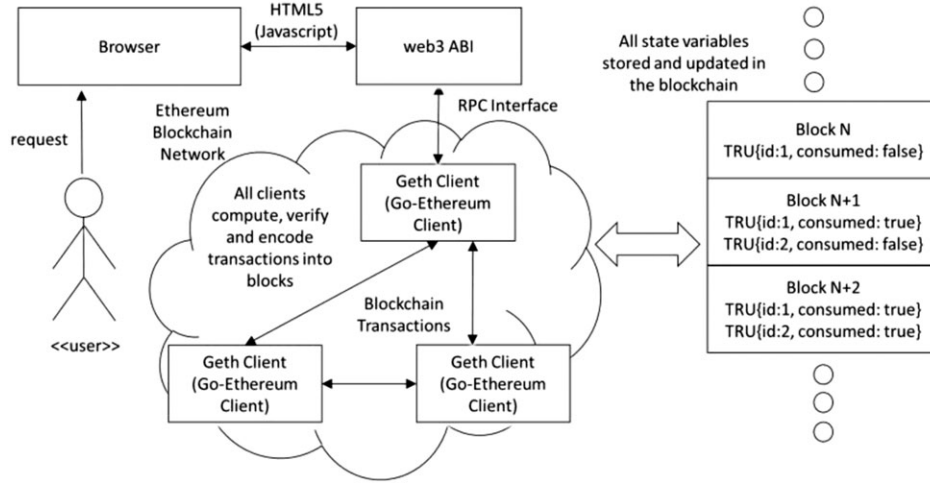 HTML5
(Javascript)
Browser
web3 ABI
All state variables
stored and updated in
the blockchain
request
Ethereum
Blockchain
Network
RPC Interface
Block N
TRU{id:1, consumed: false}
All clients
compute, verify
and encode
transactions into
blocks
Geth Client
(Go-Ethereum
Client)
Block N+1
TRU{id:1, consumed: true}
TRU{id:2, consumed: false}
Block N+2
TRU{id:1, consumed: true}
TRU{id:2, consumed: true}
Blockchain
Transactions
<<user>>
Geth Client
(Go-Ethereum
Client)
Geth Client
(Go-Ethereum
Client)